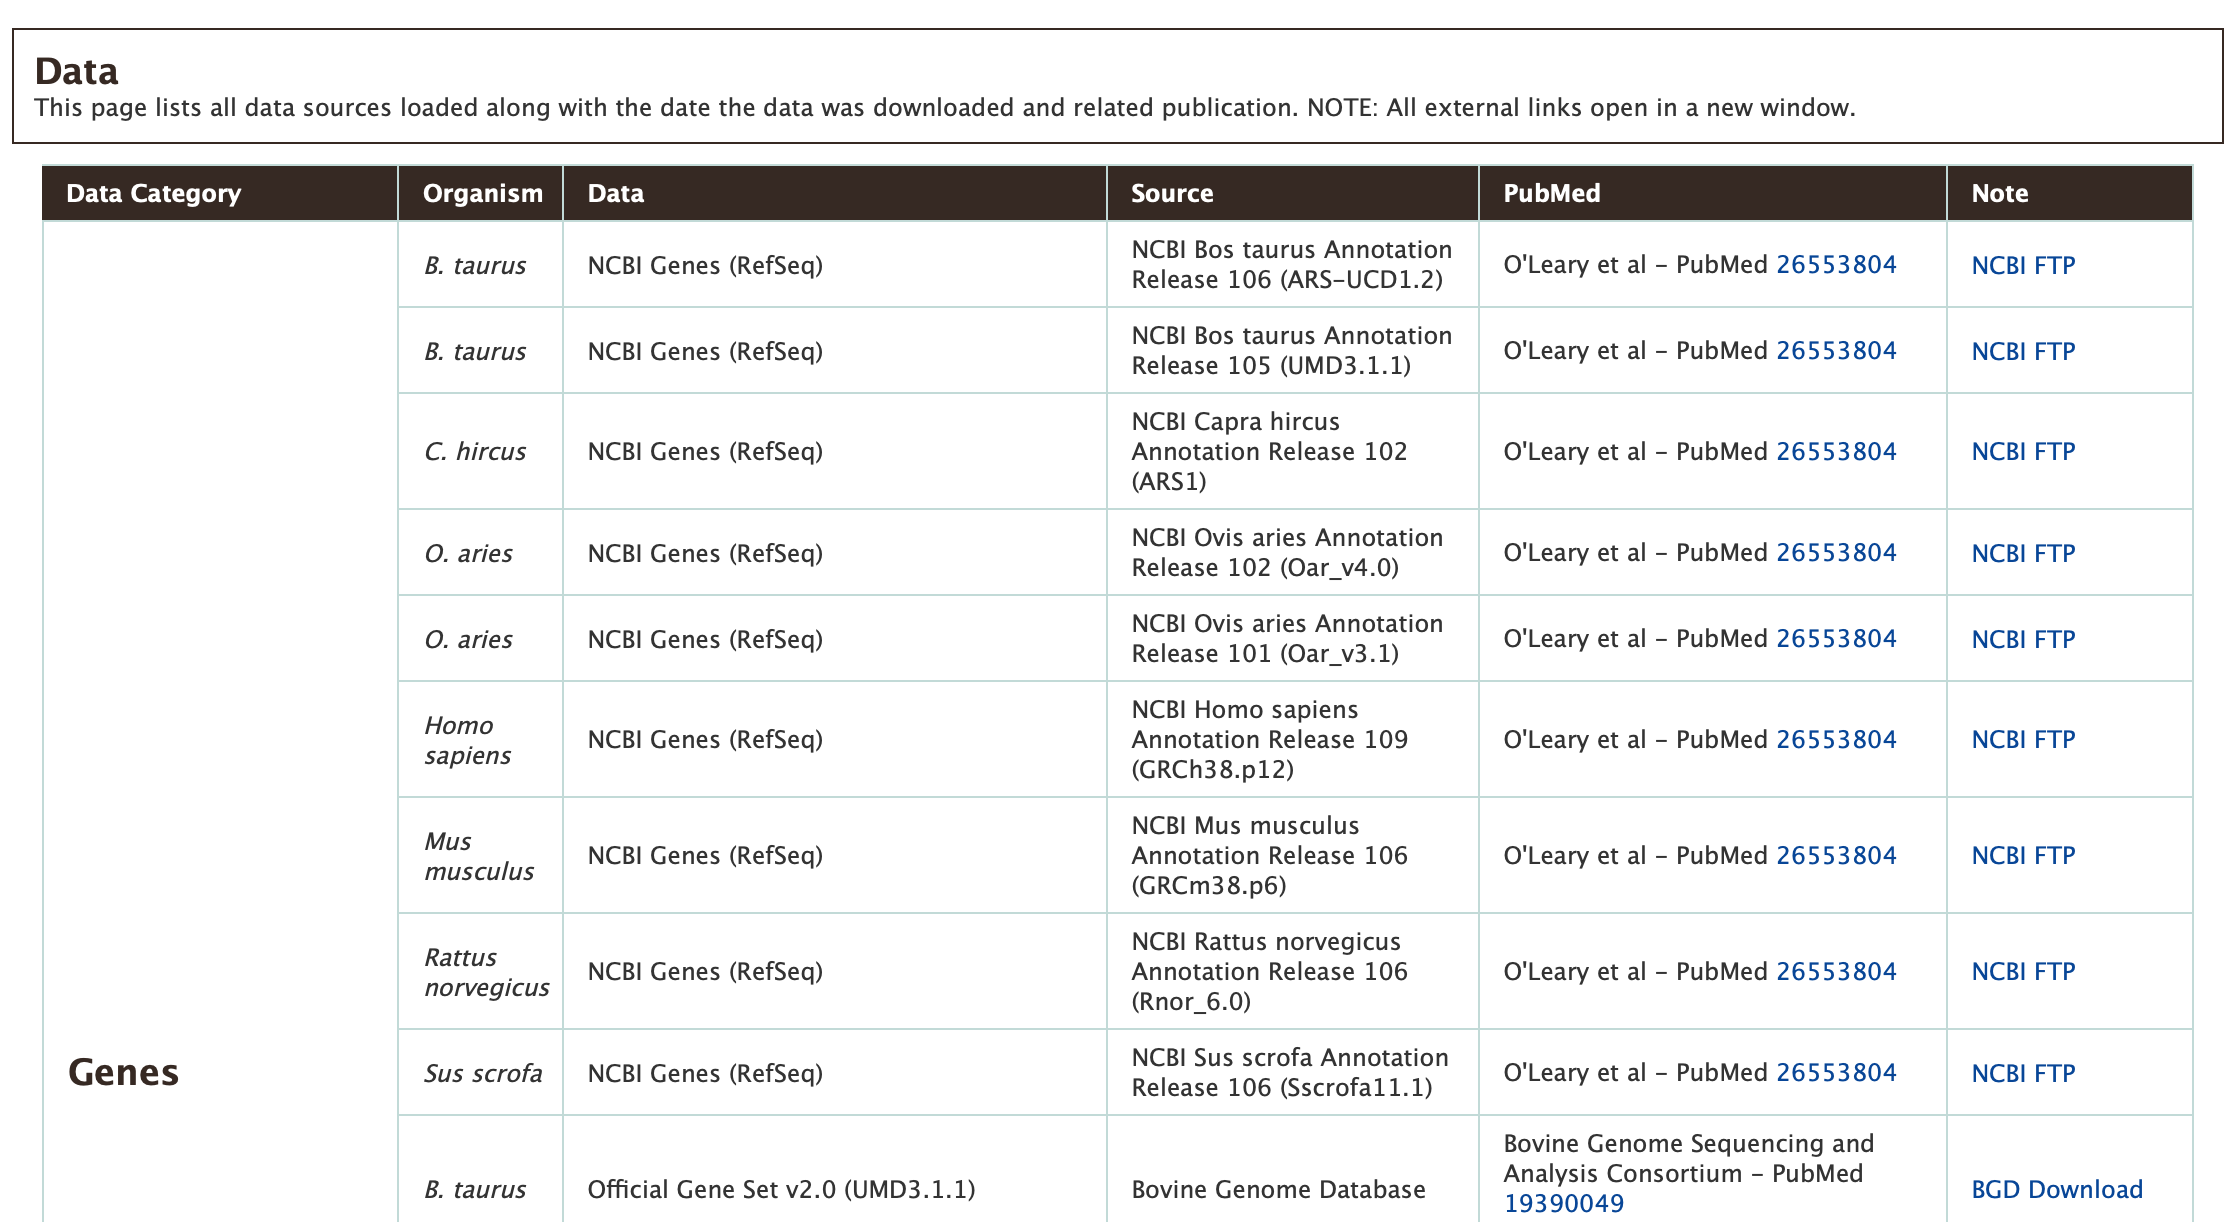 Data
This page lists all data sources loaded along with the date the data was downloaded and related publication. NOTE: All external links open in a new window.
Data Category Organism Data Source PubMed Note
B. taurus NCBI Genes (RefSeq) NCBI Bos taurus Annotation
Release 106 (ARS-UCD1.2) O'Leary et al – PubMed 26553804 NCBI FTP
B. taurus NCBI Genes (RefSeq) NCBI Bos taurus Annotation
Release 105 (UMD3.1.1) O'Leary et al – PubMed 26553804 NCBI FTP
C. hircus NCBI Genes (RefSeq) NCBI Capra hircus
Annotation Release 102
(ARS1) O'Leary et al – PubMed 26553804 NCBI FTP
O. aries NCBI Genes (RefSeq) NCBI Ovis aries Annotation
Release 102 (Oar_v4.0) O'Leary et al – PubMed 26553804 NCBI FTP
O. aries NCBI Genes (RefSeq) NCBI Ovis aries Annotation
Release 101 (Oar_v3.1) O'Leary et al – PubMed 26553804 NCBI FTP
Homo
sapiens NCBI Genes (RefSeq) NCBI Homo sapiens
Annotation Release 109
(GRCh38.p12) O'Leary et al – PubMed 26553804 NCBI FTP
Mus
musculus NCBI Genes (RefSeq) NCBI Mus musculus
Annotation Release 106
(GRCm38.p6) O'Leary et al – PubMed 26553804 NCBI FTP
Rattus
norvegicus NCBI Genes (RefSeq) NCBI Rattus norvegicus
Annotation Release 106
(Rnor_6.0) O'Leary et al – PubMed 26553804 NCBI FTP
Genes
Sus scrofa NCBI Genes (RefSeq) NCBI Sus scrofa Annotation
Release 106 (Sscrofa11.1) O'Leary et al – PubMed 26553804 NCBI FTP
B. taurus Official Gene Set v2.0 (UMD3.1.1) Bovine Genome Database Bovine Genome Sequencing and
Analysis Consortium – PubMed
19390049 BGD Download